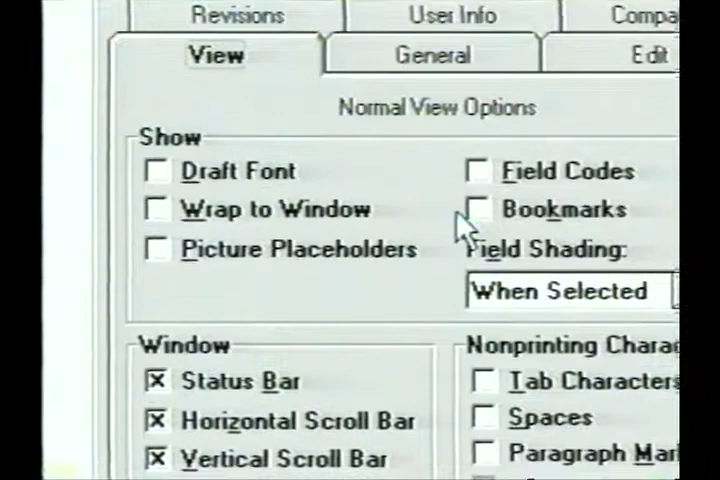 Revisions User Info Compa
View General Edit
Normal View Options
Show
Draft Font Field Codes
Wrap to Window Bookmarks
Picture Placeholders Field Shading:
When Selected
Window Nonprinting Charac
Status Bar Tab Characters
Horizontal Scroll Bar Spaces
Vertical Scroll Bar Paragraph Mar